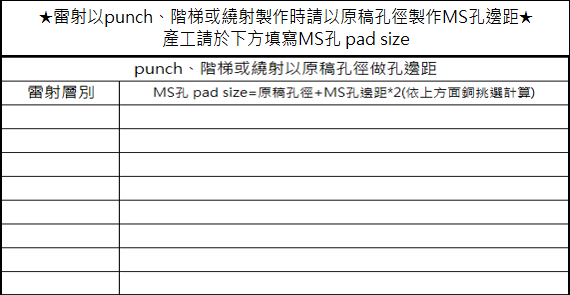 ★雷射以punch、階梯或繞射製作時請以原稿孔徑製作MS孔邊距★
產工請於下方填寫MS孔 pad size
punch、階梯或繞射以原稿孔徑做孔邊距
雷射層別
MS孔 pad size=原稿孔徑+MS孔邊距*2(依上方面銅挑選計算)